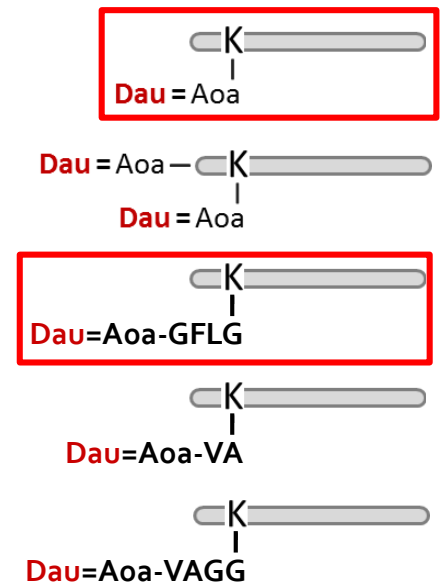 K
Dau = Aoa
Dau = Aoa – K
Dau = Aoa
K
Dau=Aoa-GFLG
K
Dau=Aoa-VA
K
Dau=Aoa-VAGG